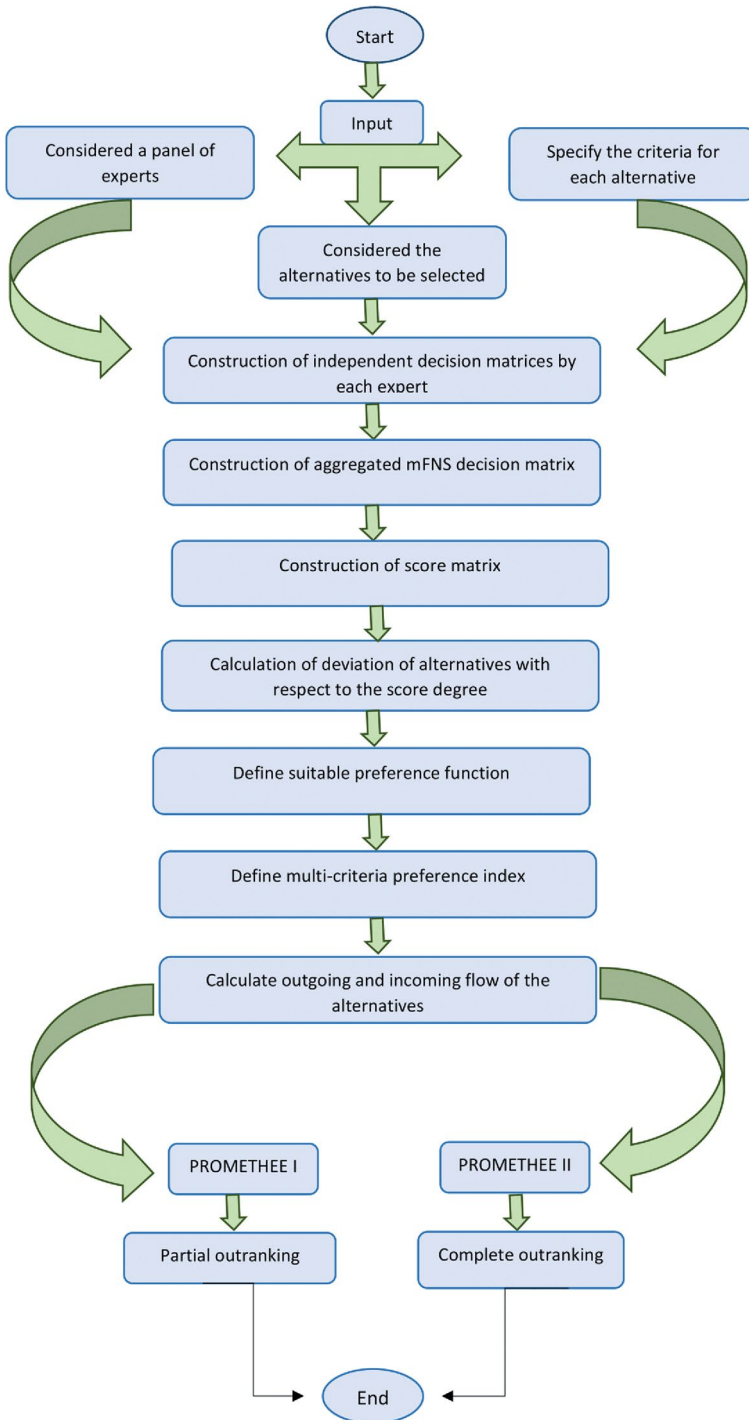 Start
Input
Considered a panel of
experts
Specify the criteria for
each alternative
Considered the
alternatives to be selected
Construction of independent decision matrices by
each expert
Construction of aggregated mFNS decision matrix
Construction of score matrix
Calculation of deviation of alternatives with
respect to the score degree
Define suitable preference function
Define multi-criteria preference index
Calculate outgoing and incoming flow of the
alternatives
PROMETHEE I
PROMETHEE II
Partial outranking
Complete outranking
End